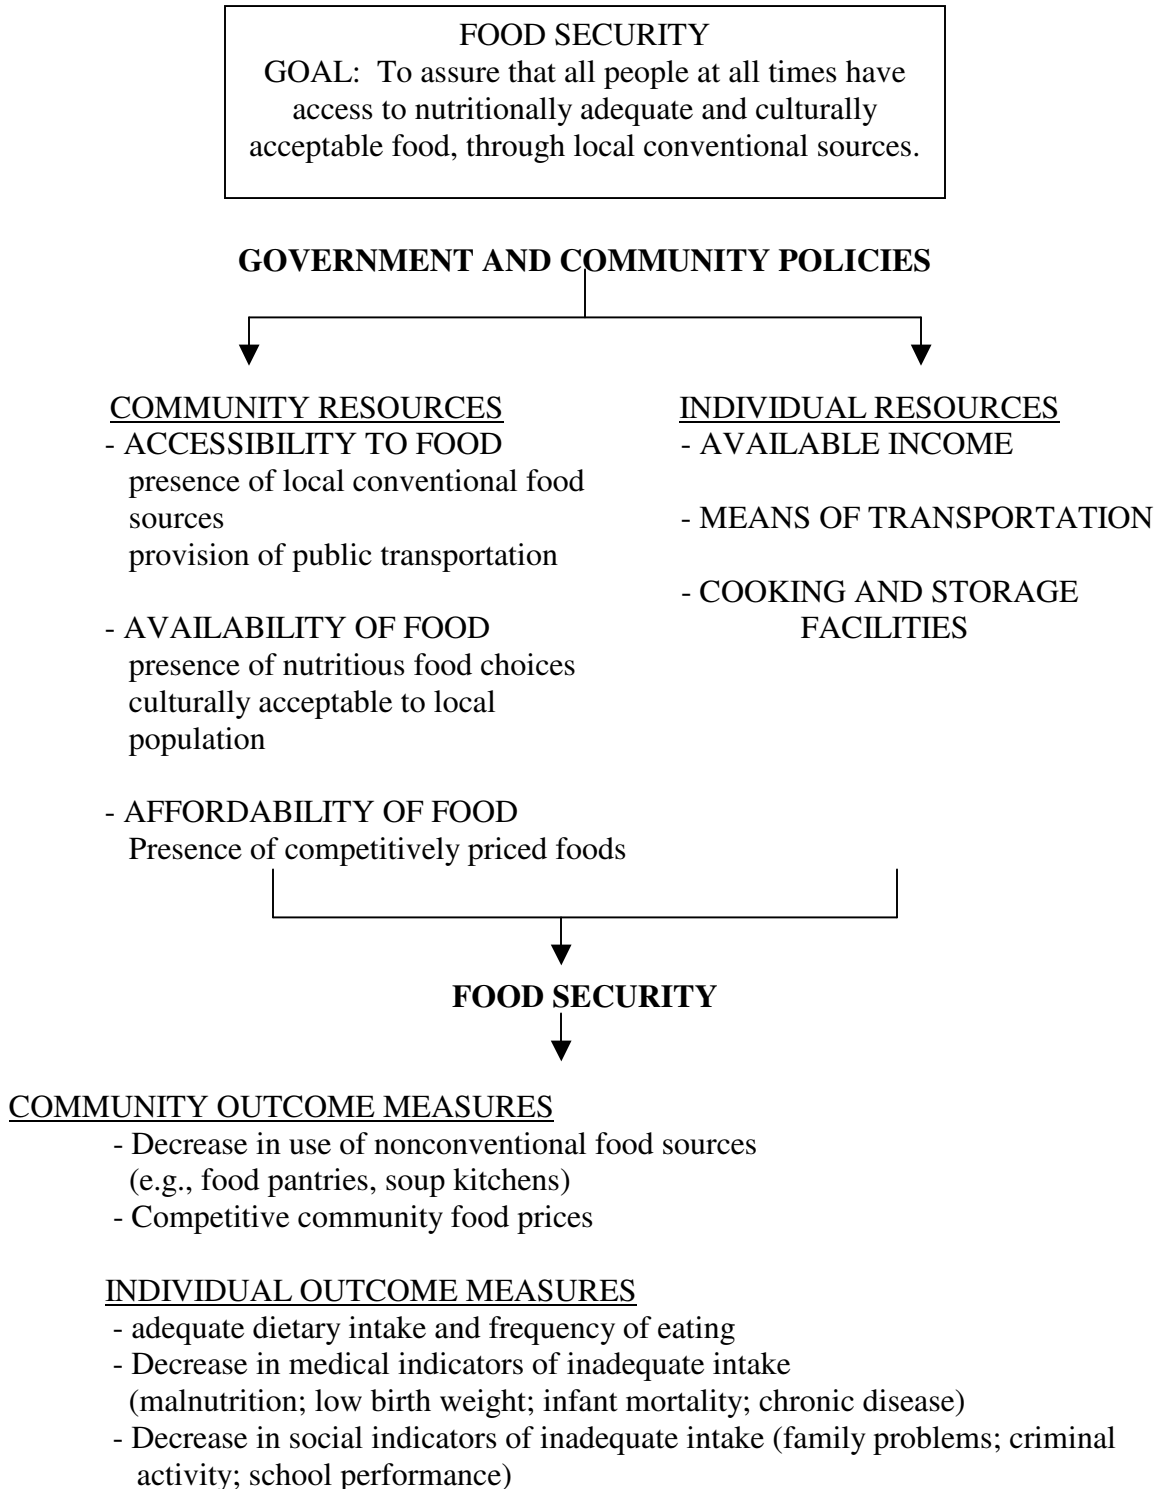 FOOD SECURITY
GOAL:  To assure that all people at all times have
access to nutritionally adequate and culturally
acceptable food, through local conventional sources.
GOVERNMENT AND COMMUNITY POLICIES
COMMUNITY RESOURCES
- ACCESSIBILITY TO FOOD
presence of local conventional food
sources
provision of public transportation
- AVAILABILITY OF FOOD
presence of nutritious food choices
culturally acceptable to local
population
- AFFORDABILITY OF FOOD
Presence of competitively priced foods
INDIVIDUAL RESOURCES
- AVAILABLE INCOME
- MEANS OF TRANSPORTATION
- COOKING AND STORAGE
FACILITIES
FOOD SECURITY
COMMUNITY OUTCOME MEASURES
- Decrease in use of nonconventional food sources
(e.g., food pantries, soup kitchens)
- Competitive community food prices
INDIVIDUAL OUTCOME MEASURES
- adequate dietary intake and frequency of eating
- Decrease in medical indicators of inadequate intake
(malnutrition; low birth weight; infant mortality; chronic disease)
- Decrease in social indicators of inadequate intake (family problems; criminal
activity; school performance)